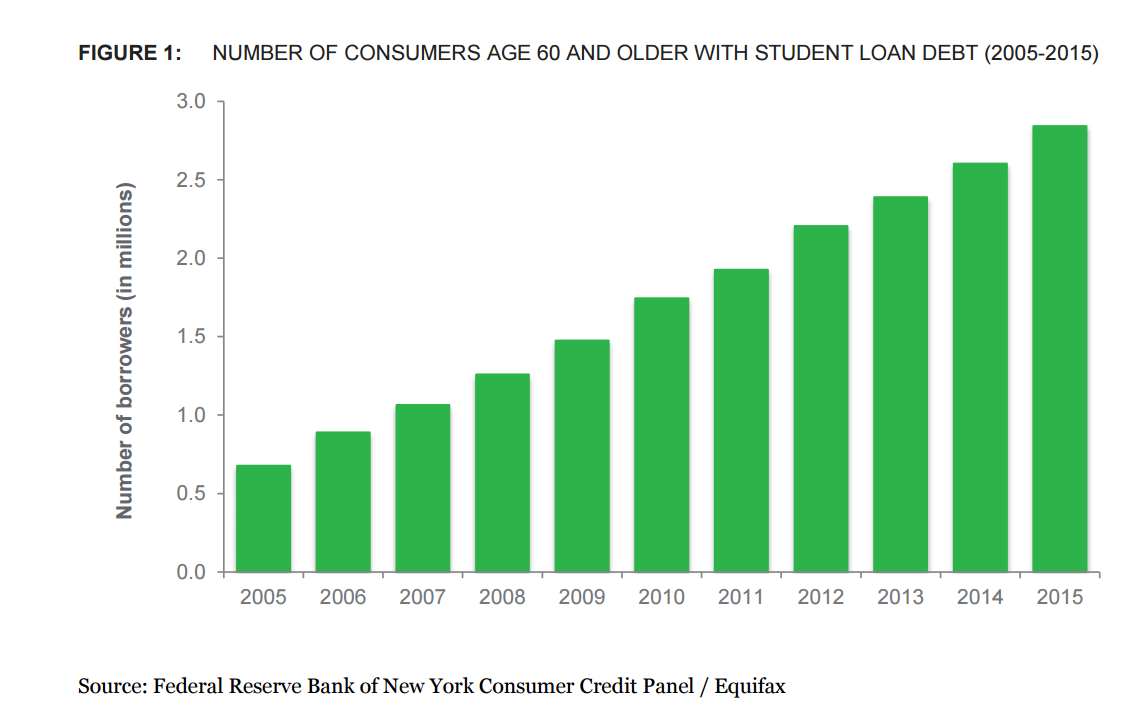 FIGURE 1: NUMBER OF CONSUMERS AGE 60 AND OLDER WITH STUDENT LOAN DEBT (2005-2015)
Number of borrowers (in millions)
3.0
2.5
2.0
1.5
1.0
0.5
0.0
2005 2006 2007 2008 2009 2010 2011 2012 2013 2014 2015
Source: Federal Reserve Bank of New York Consumer Credit Panel / Equifax